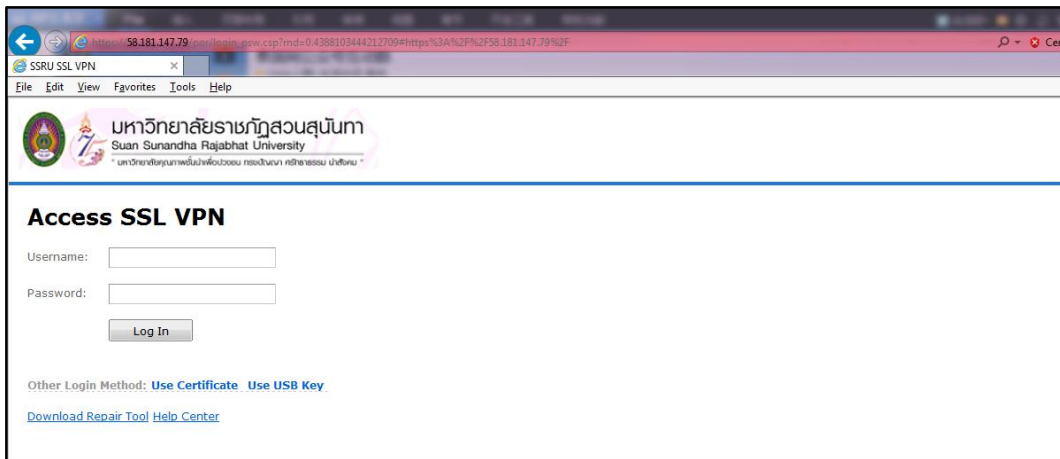 https://58.181.147.79/por/login_psw.csp?rnd=0.4388103444212709#https%3A%2F%2F58.181.147.79%2F
SSRU SSL VPN
File Edit View Favorites Tools Help
มหาวิทยาลัยราชภัฏสวนสุนันทา
Suan Sunandha Rajabhat University
Access SSL VPN
Username:
Password:
Log In
Other Login Method: Use Certificate Use USB Key
Download Repair Tool Help Center